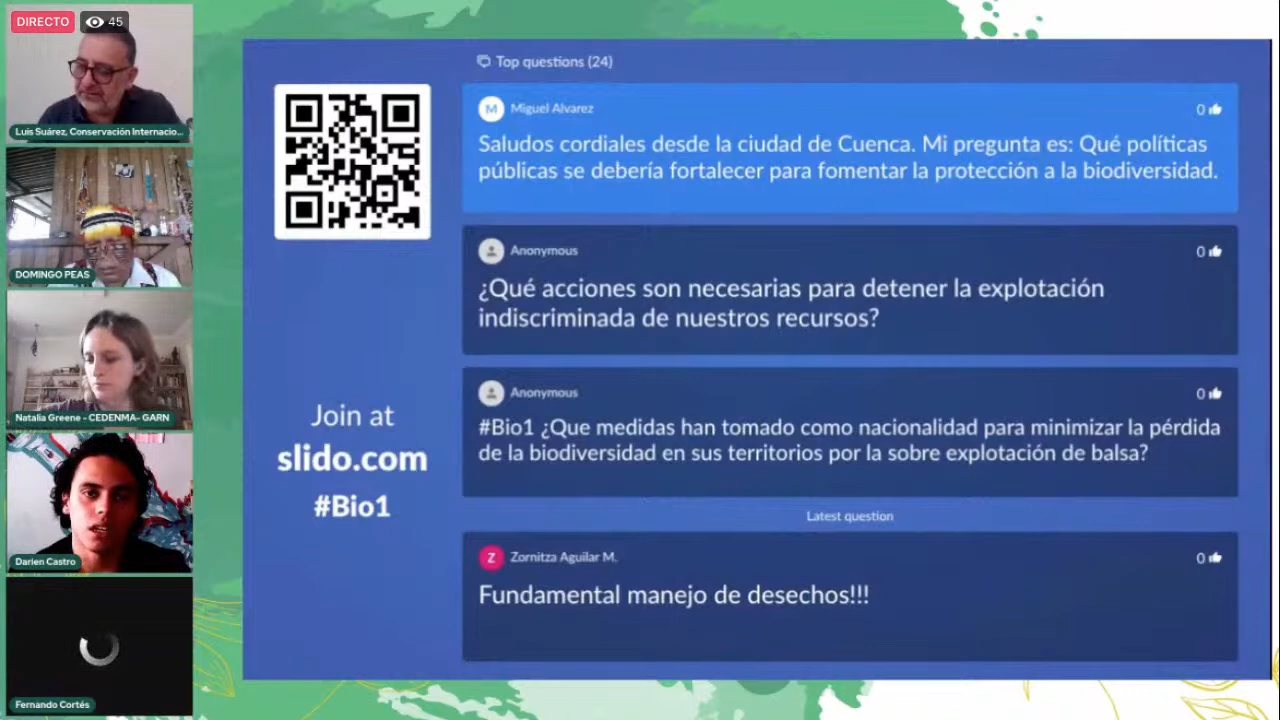 DIRECTO
45
Luis Suárez, Conservación Internacio...
DOMINGO PEAS
Natalia Greene - CEDENMA- GARN
Darien Castro
Fernando Cortés
Join at
slido.com
#Bio1
Top questions (24)
M
Miguel Alvarez
0
Saludos cordiales desde la ciudad de Cuenca. Mi pregunta es: Qué políticas
públicas se debería fortalecer para fomentar la protección a la biodiversidad.
Anonymous
0
¿Qué acciones son necesarias para detener la explotación
indiscriminada de nuestros recursos?
Anonymous
0
#Bio1 ¿Que medidas han tomado como nacionalidad para minimizar la pérdida
de la biodiversidad en sus territorios por la sobre explotación de balsa?
Latest question
Z
Zornitza Aguilar M.
0
Fundamental manejo de desechos!!!